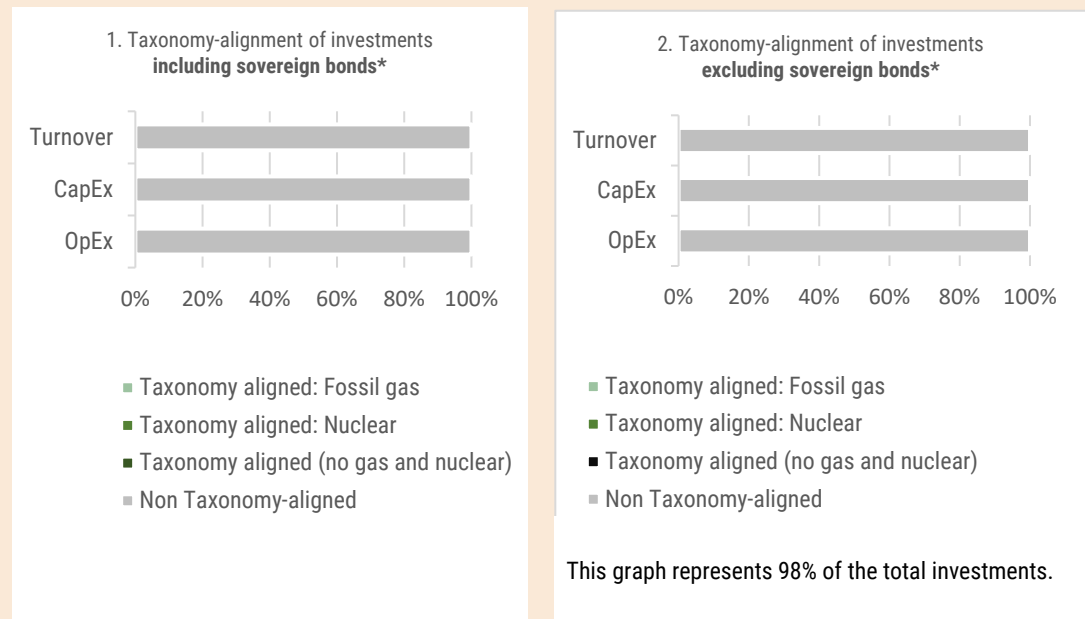 1. Taxonomy-alignment of investments
including sovereign bonds*
Turnover
CapEx
OpEx
0% 20% 40% 60% 80% 100%
Taxonomy aligned: Fossil gas
Taxonomy aligned: Nuclear
Taxonomy aligned (no gas and nuclear)
Non Taxonomy-aligned
2. Taxonomy-alignment of investments
excluding sovereign bonds*
Turnover
CapEx
OpEx
0% 20% 40% 60% 80% 100%
Taxonomy aligned: Fossil gas
Taxonomy aligned: Nuclear
Taxonomy aligned (no gas and nuclear)
Non Taxonomy-aligned
This graph represents 98% of the total investments.